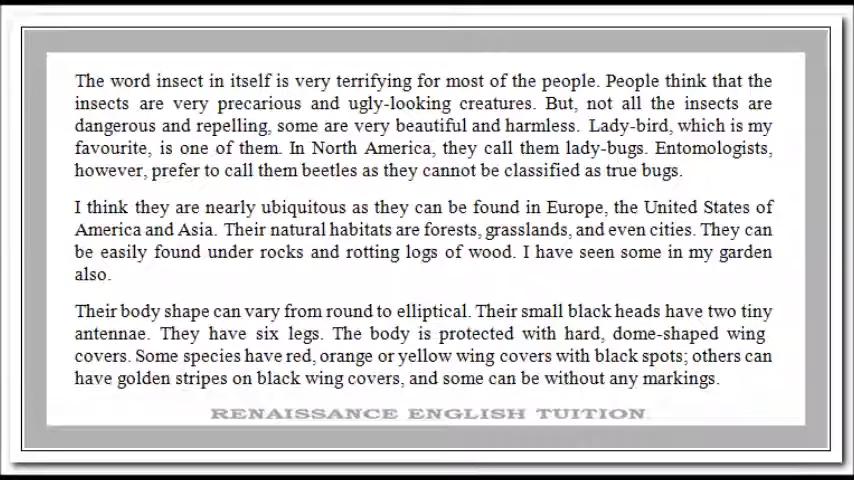 The word insect in itself is very terrifying for most of the people. People think that the
insects are very precarious and ugly-looking creatures. But, not all the insects are
dangerous and repelling, some are very beautiful and harmless. Lady-bird, which is my
favourite, is one of them. In North America, they call them lady-bugs. Entomologists,
however, prefer to call them beetles as they cannot be classified as true bugs.
I think they are nearly ubiquitous as they can be found in Europe, the United States of
America and Asia. Their natural habitats are forests, grasslands, and even cities. They can
be easily found under rocks and rotting logs of wood. I have seen some in my garden
also.
Their body shape can vary from round to elliptical. Their small black heads have two tiny
antennae. They have six legs. The body is protected with hard, dome-shaped wing
covers. Some species have red, orange or yellow wing covers with black spots; others can
have golden stripes on black wing covers, and some can be without any markings.
RENAISSANCE ENGLISH TUITION